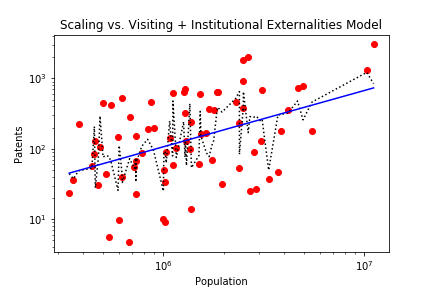 Scaling vs. Visiting + Institutional Externalities Model
Patents
10³
10²
10¹
10⁶
10⁷
Population